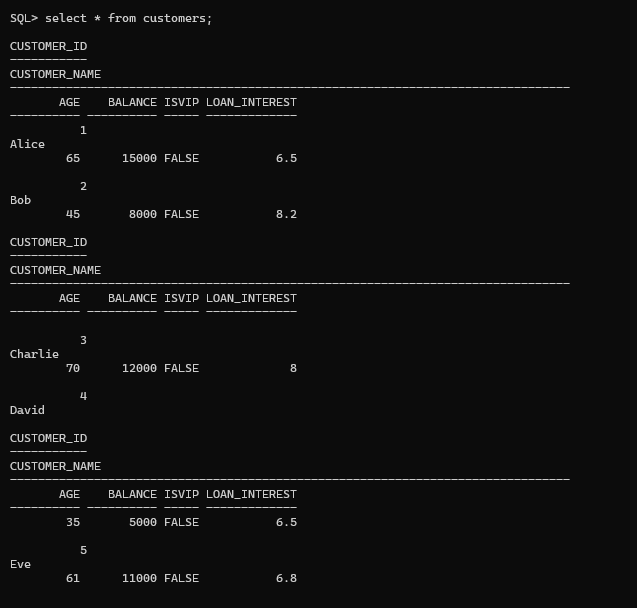 SQL> select * from customers;
CUSTOMER_ID
-----------
CUSTOMER_NAME
--------------------------------------------------------------------------------
       AGE    BALANCE ISVIP LOAN_INTEREST
---------- ---------- ----- -------------
          1
Alice
        65      15000 FALSE           6.5
          2
Bob
        45       8000 FALSE           8.2
CUSTOMER_ID
-----------
CUSTOMER_NAME
--------------------------------------------------------------------------------
       AGE    BALANCE ISVIP LOAN_INTEREST
---------- ---------- ----- -------------
          3
Charlie
        70      12000 FALSE             8
          4
David
CUSTOMER_ID
-----------
CUSTOMER_NAME
--------------------------------------------------------------------------------
       AGE    BALANCE ISVIP LOAN_INTEREST
---------- ---------- ----- -------------
        35       5000 FALSE           6.5
          5
Eve
        61      11000 FALSE           6.8